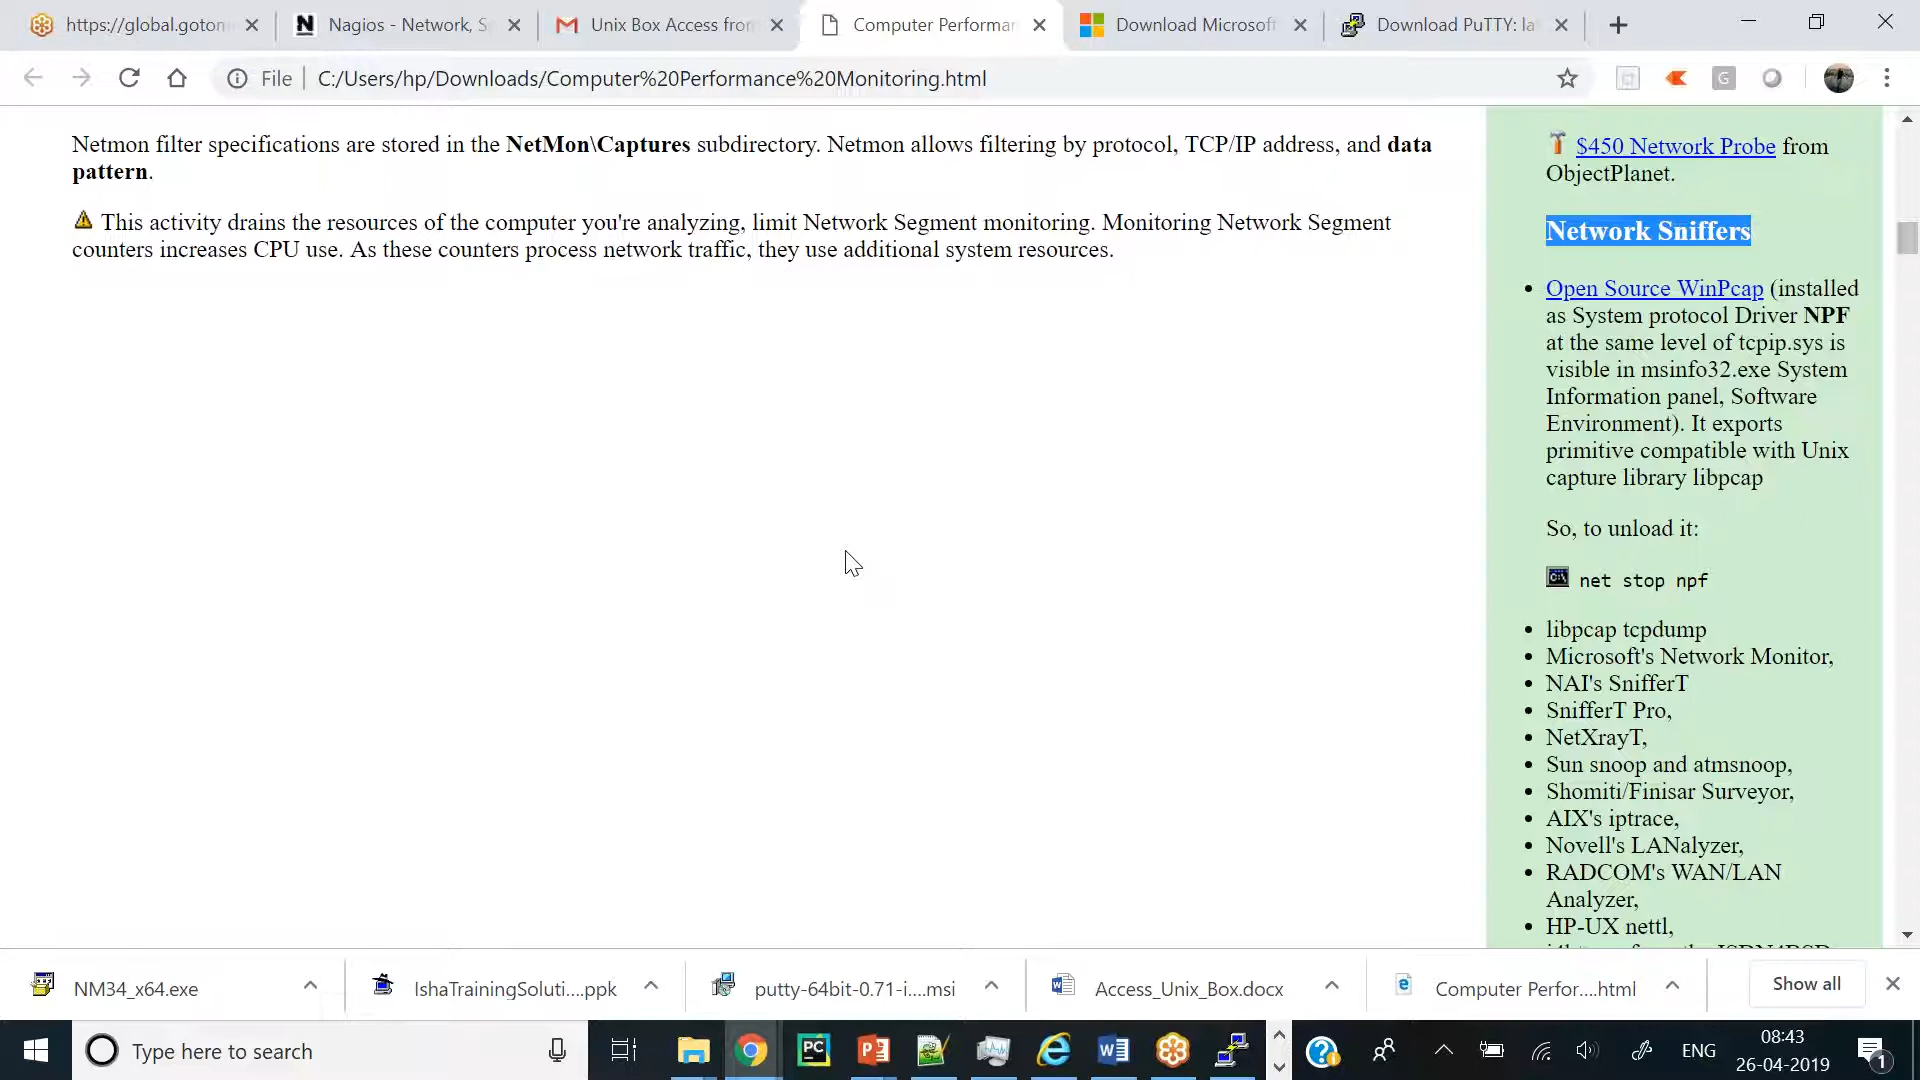 https://global.gotom
Nagios - Network, S
Unix Box Access from
Computer Performan
Download Microsoft
Download PuTTY: la
File
C:/Users/hp/Downloads/Computer%20Performance%20Monitoring.html
G
Netmon filter specifications are stored in the NetMon\Captures subdirectory. Netmon allows filtering by protocol, TCP/IP address, and data
pattern.
This activity drains the resources of the computer you're analyzing, limit Network Segment monitoring. Monitoring Network Segment
counters increases CPU use. As these counters process network traffic, they use additional system resources.
$450 Network Probe from
ObjectPlanet.
Network Sniffers
Open Source WinPcap (installed
as System protocol Driver NPF
at the same level of tcpip.sys is
visible in msinfo32.exe System
Information panel, Software
Environment). It exports
primitive compatible with Unix
capture library libpcap
So, to unload it:
net stop npf
libpcap tcpdump
Microsoft's Network Monitor,
NAI's SnifferT
SnifferT Pro,
NetXrayT,
Sun snoop and atmsnoop,
Shomiti/Finisar Surveyor,
AIX's iptrace,
Novell's LANalyzer,
RADCOM's WAN/LAN
Analyzer,
HP-UX nettl,
NM34_x64.exe
IshaTrainingSoluti....ppk
putty-64bit-0.71-i....msi
Access_Unix_Box.docx
Computer Perfor....html
Show all
Type here to search
ENG
08:43
26-04-2019
1